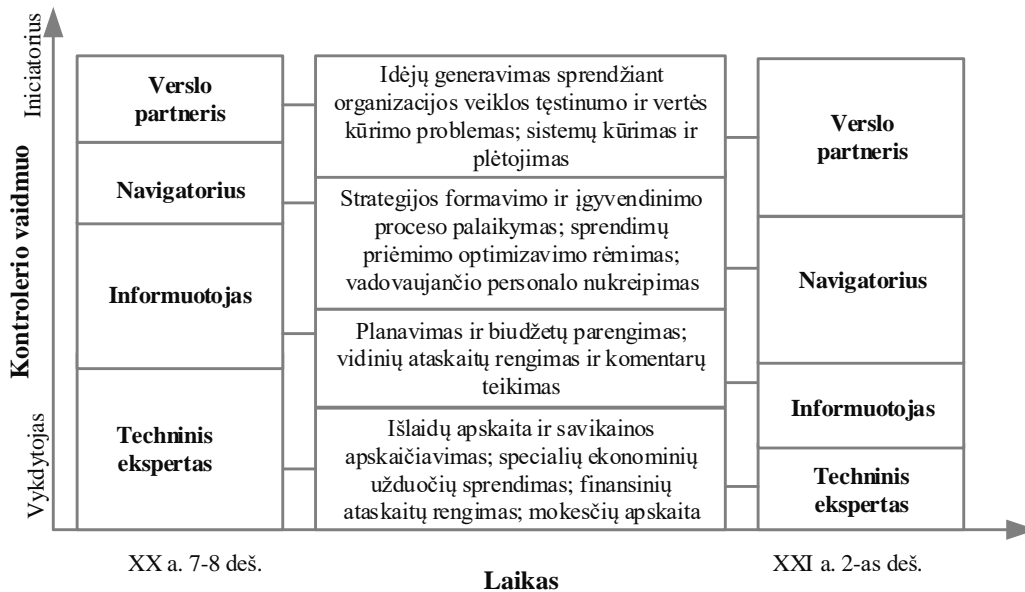 Kontrolerio vaidmuo
Iniciatorius
Vykdytojas
Verslo
partneris
Navigatorius
Informuotojas
Techninis
ekspertas
Idėjų generavimas sprendžiant
organizacijos veiklos tęstinumo ir vertės
kūrimo problemas; sistemų kūrimas ir
plėtojimas
Strategijos formavimo ir įgyvendinimo
proceso palaikymas; sprendimų
priėmimo optimizavimo rėmimas;
vadovaujančio personalo nukreipimas
Planavimas ir biudžetų parengimas;
vidinių ataskaitų rengimas ir komentarų
teikimas
Išlaidų apskaita ir savikainos
apskaičiavimas; specialių ekonominių
užduočių sprendimas; finansinių
ataskaitų rengimas; mokesčių apskaita
Verslo
partneris
Navigatorius
Informuotojas
Techninis
ekspertas
XX a. 7-8 deš.
Laikas
XXI a. 2-as deš.